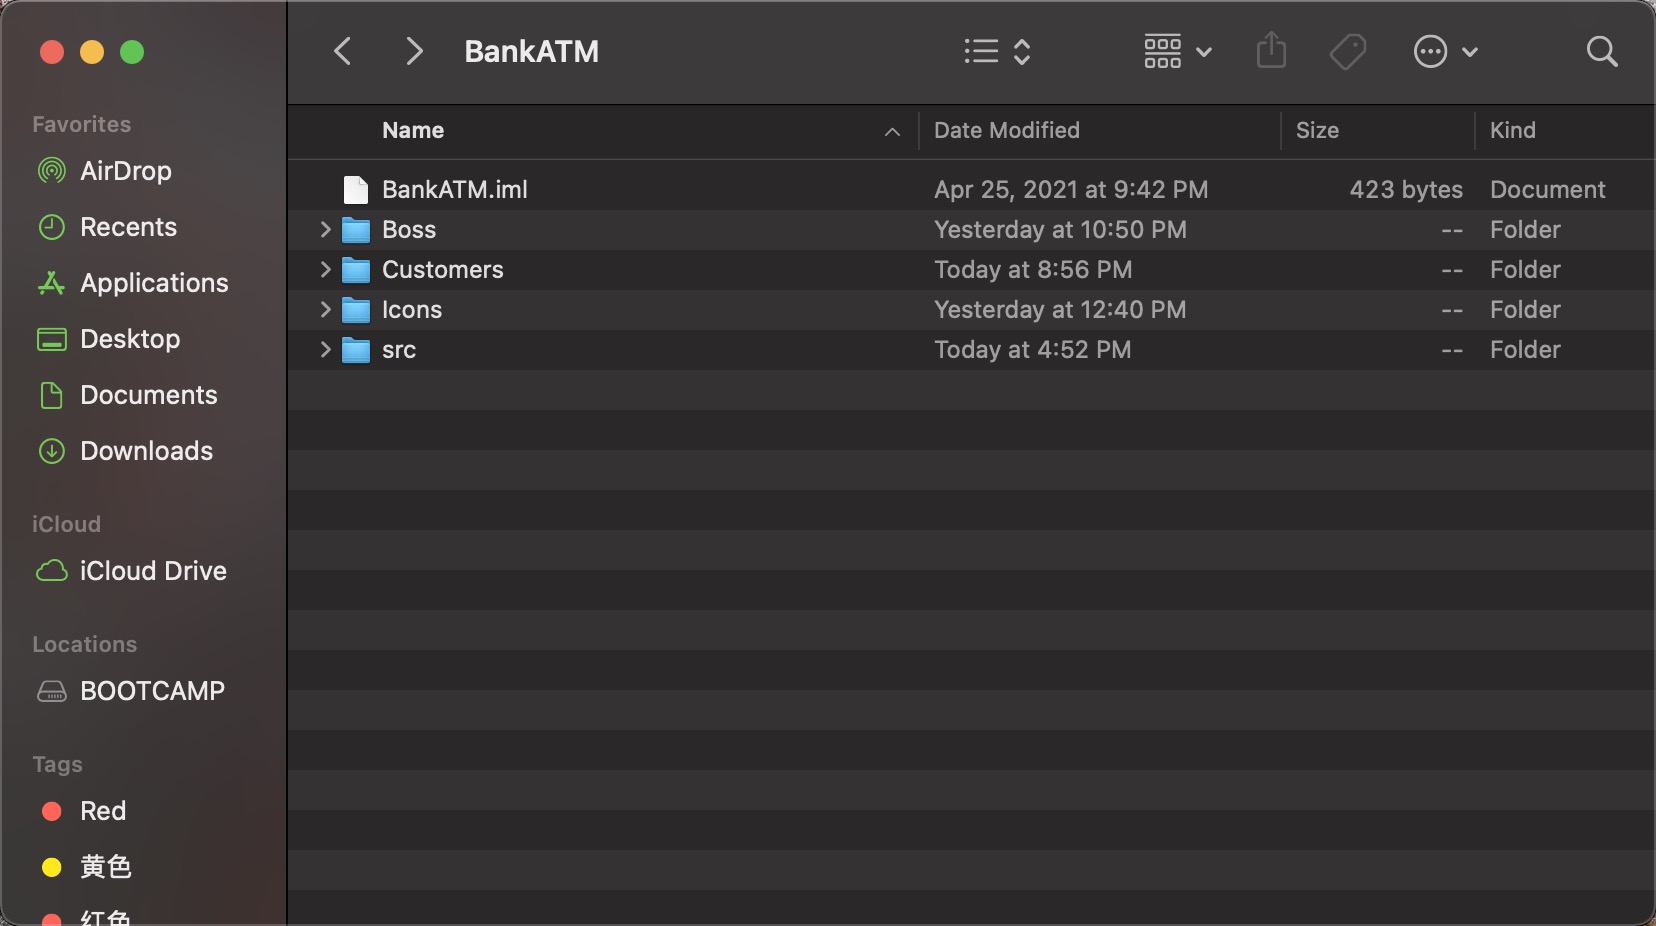 BankATM
Favorites
AirDrop
Recents
Applications
Desktop
Documents
Downloads
iCloud
iCloud Drive
Locations
BOOTCAMP
Tags
Red
黄色
红色
Name Date Modified Size Kind
BankATM.iml Apr 25, 2021 at 9:42 PM 423 bytes Document
Boss Yesterday at 10:50 PM -- Folder
Customers Today at 8:56 PM -- Folder
Icons Yesterday at 12:40 PM -- Folder
src Today at 4:52 PM -- Folder